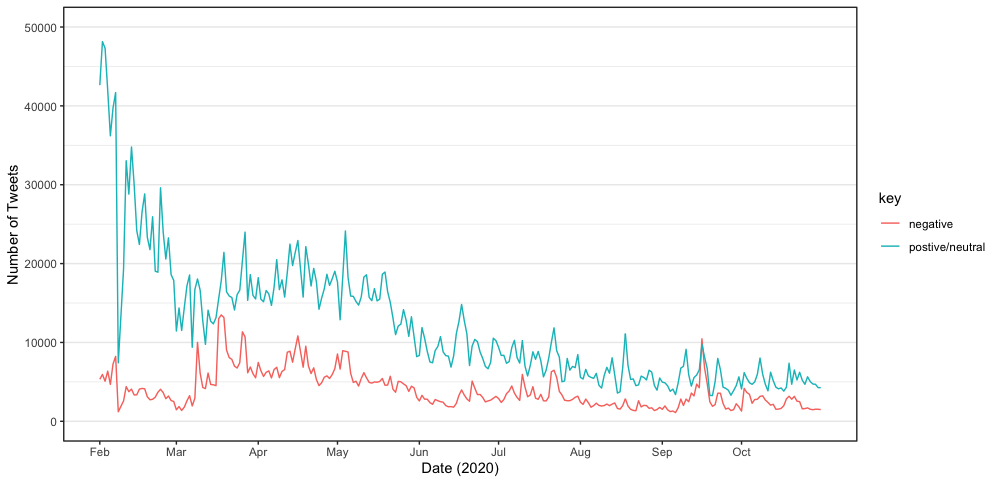 Number of Tweets
50000
40000
30000
20000
10000
0
Feb Mar Apr May Jun Jul Aug Sep Oct
Date (2020)
key
negative
postive/neutral